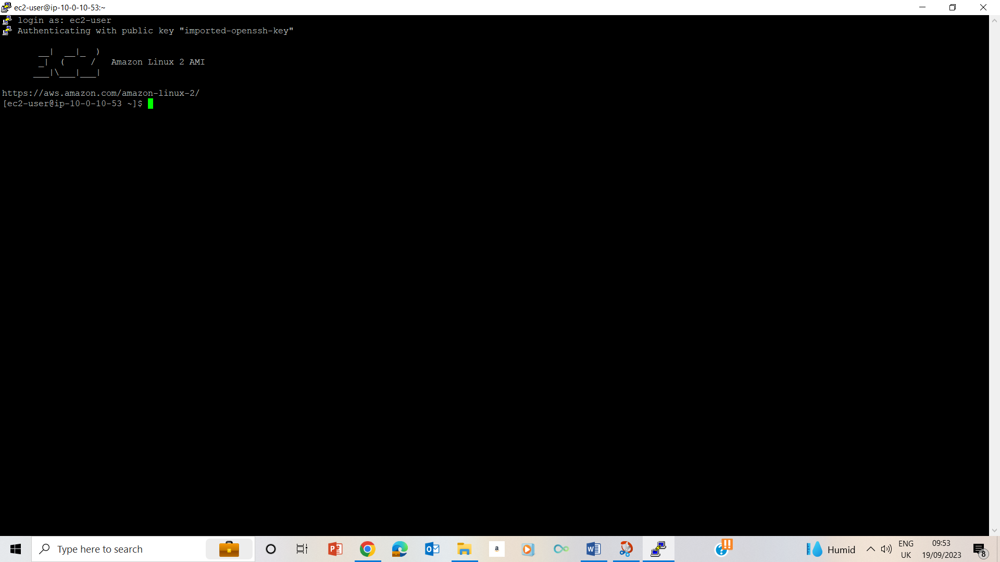 ec2-user@ip-10-0-10-53:~
login as: ec2-user
Authenticating with public key "imported-openssh-key"
       __|  __|_  )
       _|  (     /   Amazon Linux 2 AMI
      ___|\___|___|
https://aws.amazon.com/amazon-linux-2/
[ec2-user@ip-10-0-10-53 ~]$
Type here to search
a
Humid
ENG
UK
09:53
19/09/2023
8